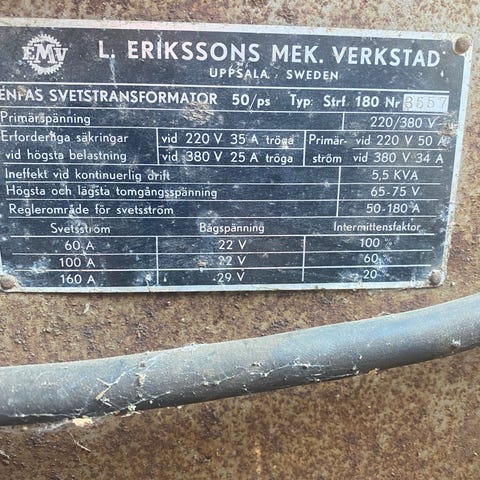 EMV
L. ERIKSSONS MEK. VERKSTAD
UPPSALA. SWEDEN
ENFAS SVETSTRANSFORMATOR 50/ps Typ: Strf. 180 Nr 3557
Primärspänning 220/380 V
Erforderliga säkringar vid 220 V 35 A tröga Primär- vid 220 V 50 A
vid högsta belastning vid 380 V 25 A tröga ström vid 380 V 34 A
Ineffekt vid kontinuerlig drift 5,5 KVA
Högsta och lägsta tomgångsspänning 65-75 V
Reglerområde för svetsström 50-180 A
Svetsström Bågspänning Intermittensfaktor
60 A 22 V 100
100 A 22 V 60
160 A 29 V 20